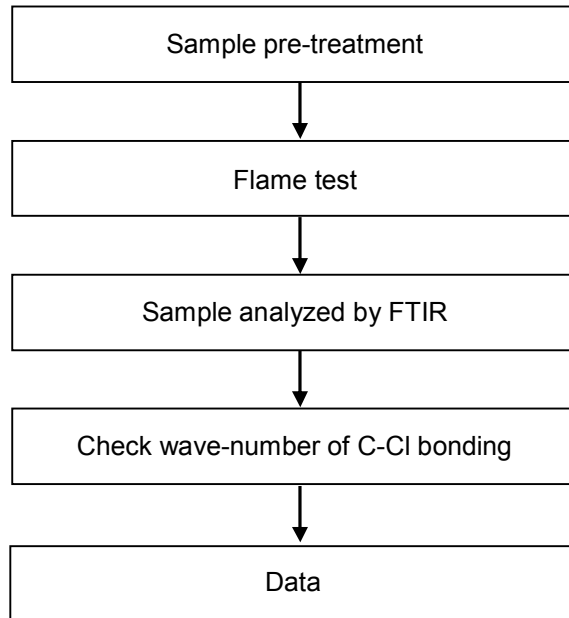 Sample pre-treatment
Flame test
Sample analyzed by FTIR
Check wave-number of C-Cl bonding
Data